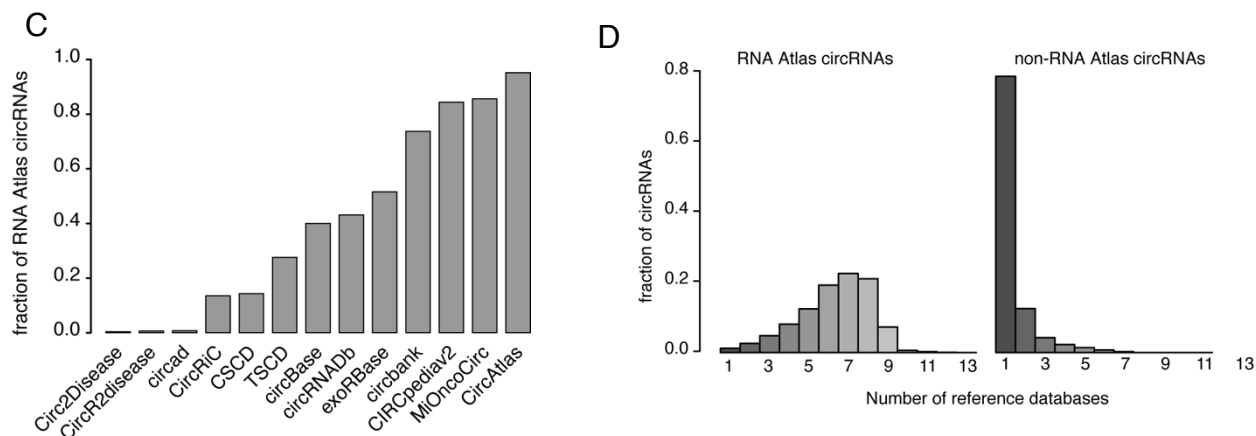 C
fraction of RNA Atlas circRNAs
1.0
0.8
0.6
0.4
0.2
0.0
Circ2Disease
CircR2disease
circad
CircRiC
CSCD
TSCD
circBase
circRNADb
exoRBase
circbank
CIRCpediav2
MiOncoCirc
CircAtlas
D
RNA Atlas circRNAs
non-RNA Atlas circRNAs
fraction of circRNAs
0.8
0.6
0.4
0.2
0.0
1 3 5 7 9 11 13
1 3 5 7 9 11 13
Number of reference databases